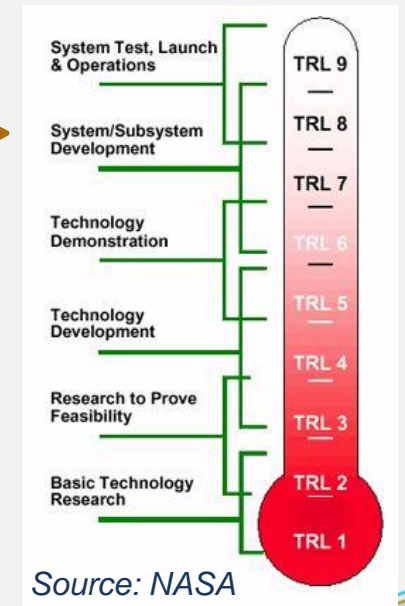 System Test, Launch
& Operations
System/Subsystem
Development
Technology
Demonstration
Technology
Development
Research to Prove
Feasibility
Basic Technology
Research
TRL 9
TRL 8
TRL 7
TRL 6
TRL 5
TRL 4
TRL 3
TRL 2
TRL 1
Source: NASA